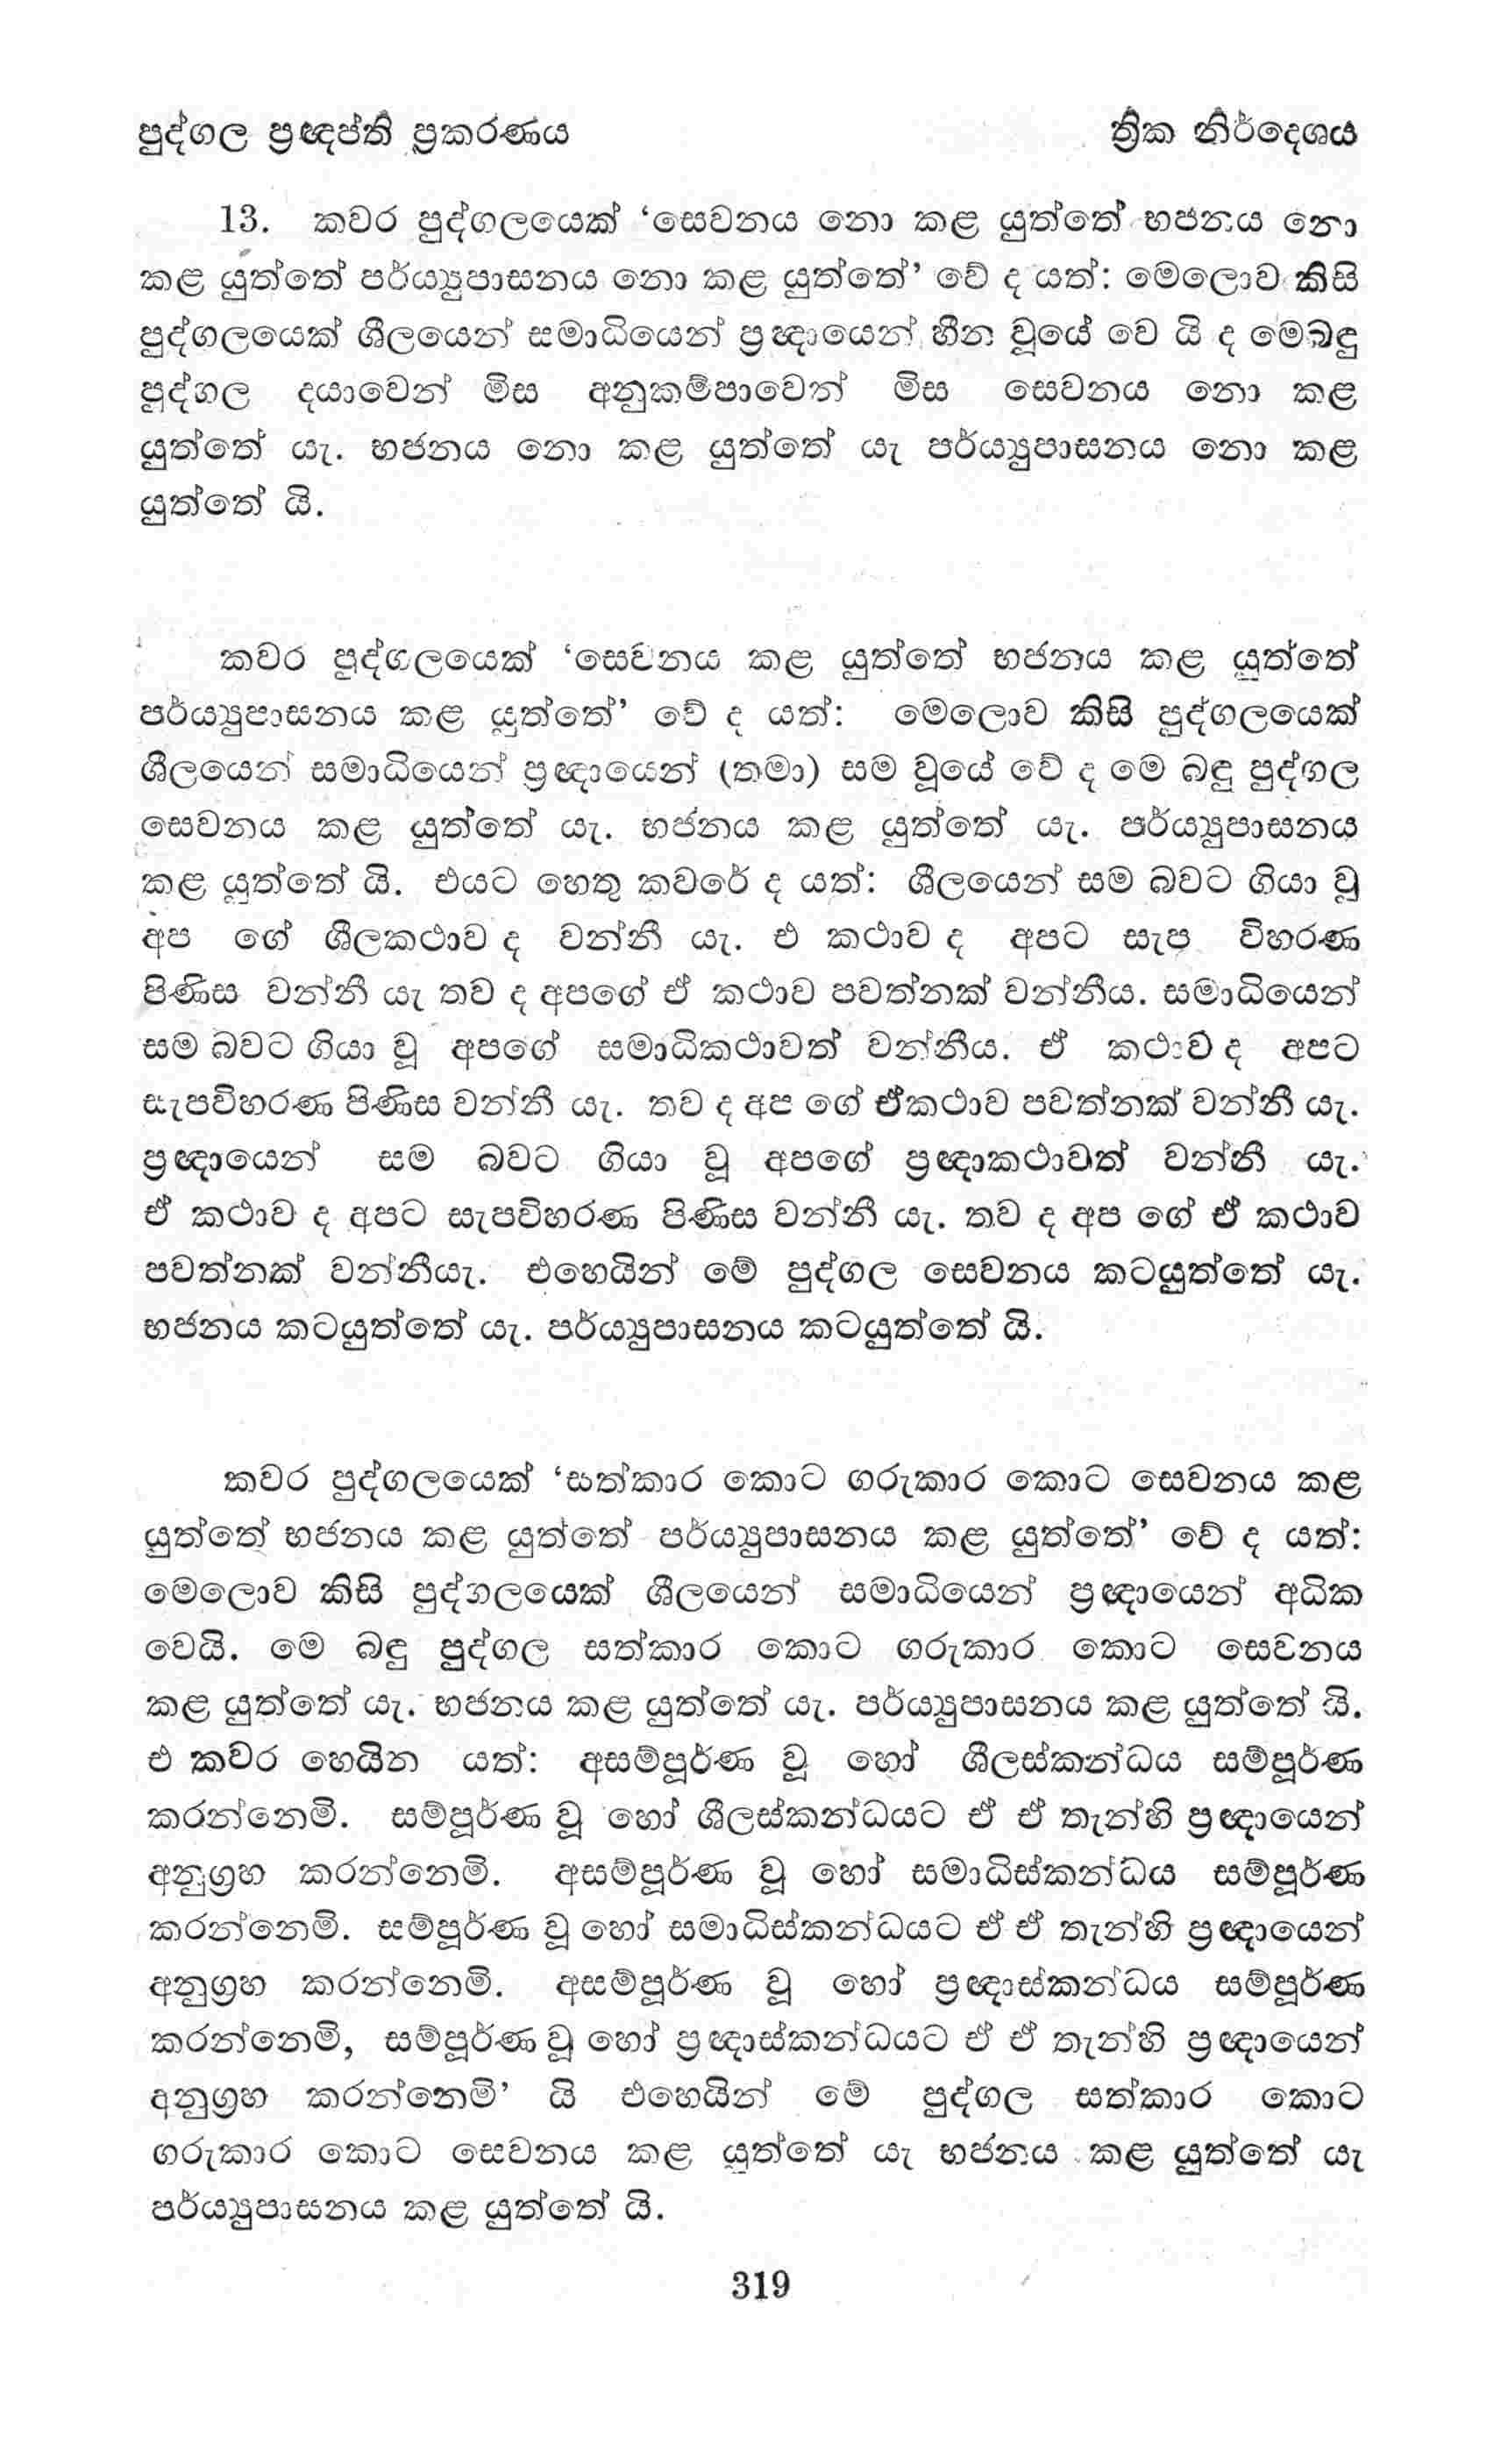 පුද්ගල ප්‍රඥප්ති ප්‍රකරණය
ත්‍රික නිර්දෙශය
13. කවර පුද්ගලයෙක් ‘සෙවනය නො කළ යුත්තේ භජනය නො
කළ යුත්තේ පර්ය්‍යුපාසනය නො කළ යුත්තේ’ වේ ද යත්: මෙලොව කිසි
පුද්ගලයෙක් ශීලයෙන් සමාධියෙන් ප්‍රඥායෙන් හීන වූයේ වෙ යි ද මෙබඳු
පුද්ගල දයාවෙන් මිස අනුකම්පාවෙන් මිස සෙවනය නො කළ
යුත්තේ යැ. භජනය නො කළ යුත්තේ යැ පර්ය්‍යුපාසනය නො කළ
යුත්තේ යි.
කවර පුද්ගලයෙක් ‘සෙවනය කළ යුත්තේ භජනය කළ යුත්තේ
පර්ය්‍යුපාසනය කළ යුත්තේ’ වේ ද යත්: මෙලොව කිසි පුද්ගලයෙක්
ශීලයෙන් සමාධියෙන් ප්‍රඥායෙන් (තමා) සම වූයේ වේ ද මෙ බඳු පුද්ගල
සෙවනය කළ යුත්තේ යැ. භජනය කළ යුත්තේ යැ. පර්ය්‍යුපාසනය
කළ යුත්තේ යි. එයට හෙතු කවරේ ද යත්: ශීලයෙන් සම බවට ගියා වූ
අප ගේ ශීලකථාව ද වන්නී යැ. එ කථාව ද අපට සැප විහරණ
පිණිස වන්නී යැ තව ද අපගේ ඒ කථාව පවත්නක් වන්නීය. සමාධියෙන්
සම බවට ගියා වූ අපගේ සමාධිකථාවත් වන්නීය. ඒ කථාව ද අපට
සැපවිහරණ පිණිස වන්නී යැ. තව ද අප ගේ ඒකථාව පවත්නක් වන්නී යැ.
ප්‍රඥායෙන් සම බවට ගියා වූ අපගේ ප්‍රඥාකථාවත් වන්නී යැ.
ඒ කථාව ද අපට සැපවිහරණ පිණිස වන්නී යැ. තව ද අප ගේ ඒ කථාව
පවත්නක් වන්නීයැ. එහෙයින් මේ පුද්ගල සෙවනය කටයුත්තේ යැ.
භජනය කටයුත්තේ යැ. පර්ය්‍යුපාසනය කටයුත්තේ යි.
කවර පුද්ගලයෙක් ‘සත්කාර කොට ගරුකාර කොට සෙවනය කළ
යුත්තේ භජනය කළ යුත්තේ පර්ය්‍යුපාසනය කළ යුත්තේ’ වේ ද යත්:
මෙලොව කිසි පුද්ගලයෙක් ශීලයෙන් සමාධියෙන් ප්‍රඥායෙන් අධික
වෙයි. මෙ බඳු පුද්ගල සත්කාර කොට ගරුකාර කොට සෙවනය
කළ යුත්තේ යැ. භජනය කළ යුත්තේ යැ. පර්ය්‍යුපාසනය කළ යුත්තේ යි.
එ කවර හෙයින යත්: අසම්පූර්ණ වූ හෝ ශීලස්කන්ධය සම්පූර්ණ
කරන්නෙමි. සම්පූර්ණ වූ හෝ ශීලස්කන්ධයට ඒ ඒ තැන්හි ප්‍රඥායෙන්
අනුග්‍රහ කරන්නෙමි. අසම්පූර්ණ වූ හෝ සමාධිස්කන්ධය සම්පූර්ණ
කරන්නෙමි. සම්පූර්ණ වූ හෝ සමාධිස්කන්ධයට ඒ ඒ තැන්හි ප්‍රඥායෙන්
අනුග්‍රහ කරන්නෙමි. අසම්පූර්ණ වූ හෝ ප්‍රඥාස්කන්ධය සම්පූර්ණ
කරන්නෙමි, සම්පූර්ණ වූ හෝ ප්‍රඥාස්කන්ධයට ඒ ඒ තැන්හි ප්‍රඥායෙන්
අනුග්‍රහ කරන්නෙමි’ යි එහෙයින් මේ පුද්ගල සත්කාර කොට
ගරුකාර කොට සෙවනය කළ යුත්තේ යැ භජනය කළ යුත්තේ යැ
පර්ය්‍යුපාසනය කළ යුත්තේ යි.
319